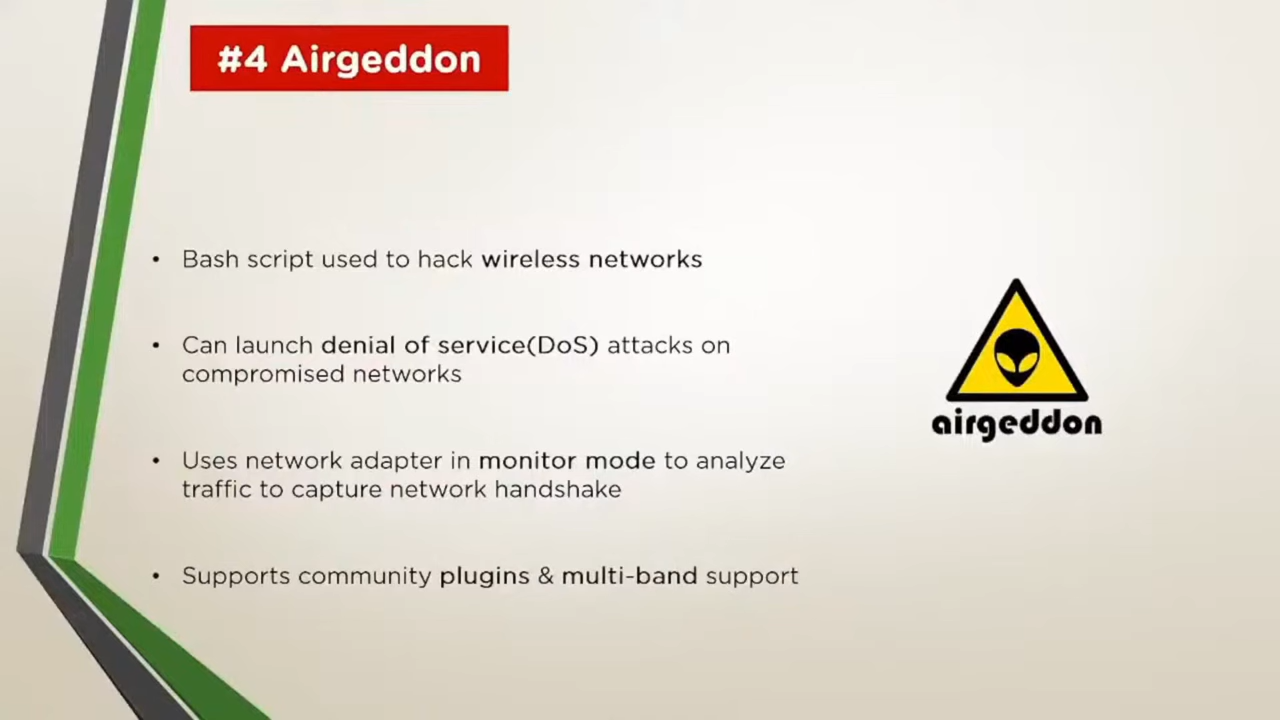 #4 Airgeddon
• Bash script used to hack wireless networks
• Can launch denial of service(DoS) attacks on
compromised networks
• Uses network adapter in monitor mode to analyze
traffic to capture network handshake
• Supports community plugins & multi-band support
airgeddon